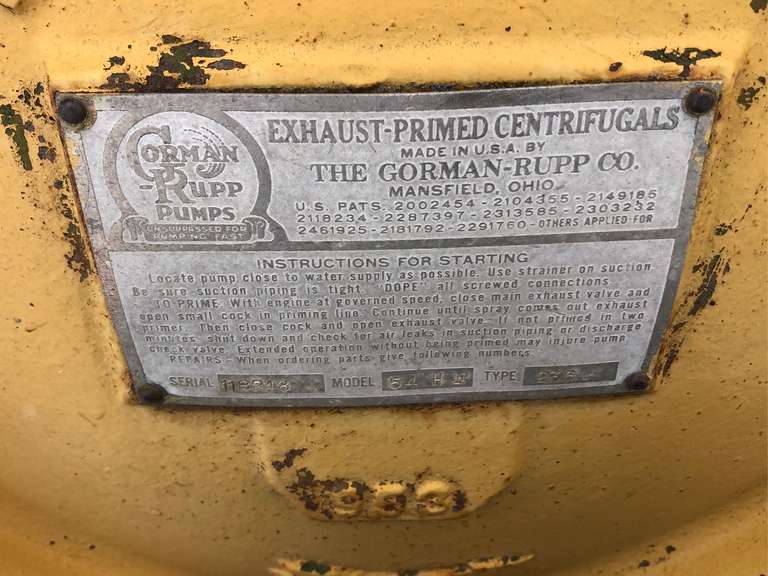 GORMAN
-RUPP
PUMPS
UNSURPASSED FOR
PUMPING FAST
EXHAUST-PRIMED CENTRIFUGALS
MADE IN U.S.A. BY
THE GORMAN-RUPP CO.
MANSFIELD, OHIO
U.S. PATS. 2002454 - 2104355 - 2149185
2118234 - 2287397 - 2313585 - 2303232
2461925 - 2181792 - 2291760 - OTHERS APPLIED FOR
INSTRUCTIONS FOR STARTING
Locate pump close to water supply as possible. Use strainer on suction.
Be sure suction piping is tight. "DOPE" all screwed connections.
TO PRIME. With engine at governed speed, close main exhaust valve and
open small cock in priming line. Continue until spray comes out exhaust
primer. Then close cock and open exhaust valve. If not primed in two
minutes, shut down and check for air leaks in suction piping or discharge
check valve. Extended operation without being primed may injure pump.
REPAIRS. When ordering parts give following numbers.
SERIAL MODEL TYPE